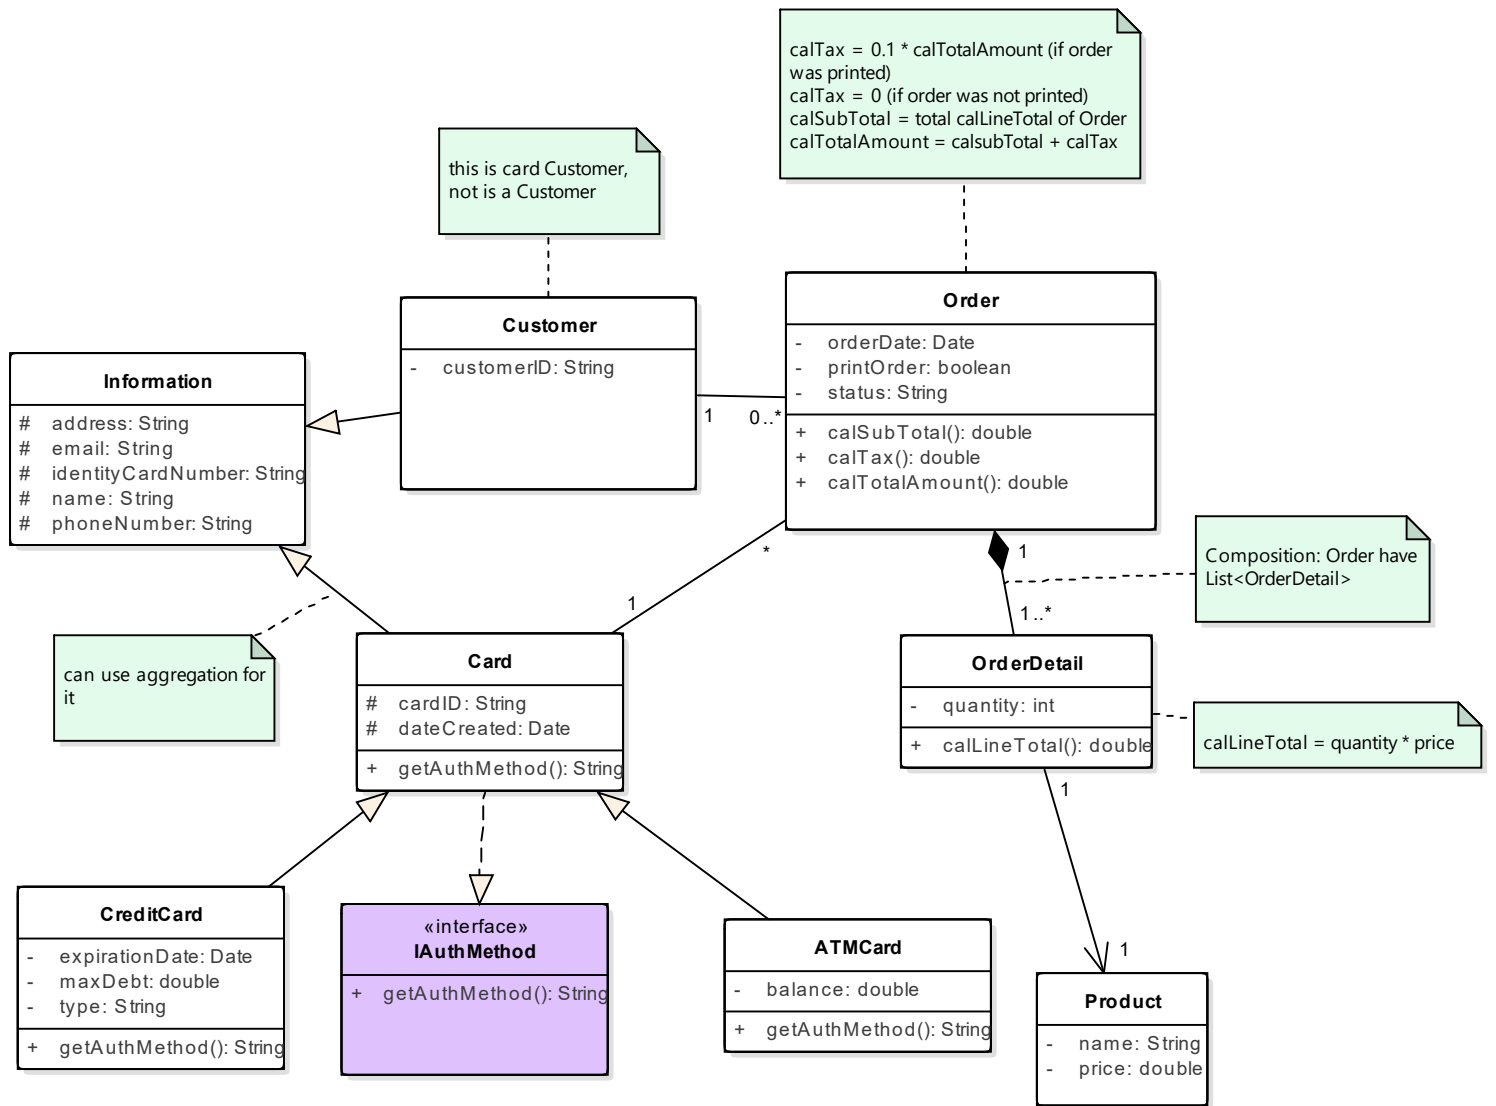 calTax = 0.1 * calTotalAmount (if order
was printed)
calTax = 0 (if order was not printed)
calSubTotal = total calLineTotal of Order
calTotalAmount = calsubTotal + calTax
this is card Customer,
not is a Customer
Customer
- customerID: String
Order
- orderDate: Date
- printOrder: boolean
- status: String
+ calSubTotal(): double
+ calTax(): double
+ calTotalAmount(): double
1
0..*
Information
# address: String
# email: String
# identityCardNumber: String
# name: String
# phoneNumber: String
*
1
1
1..*
Composition: Order have
List<OrderDetail>
can use aggregation for
it
Card
# cardID: String
# dateCreated: Date
+ getAuthMethod(): String
OrderDetail
- quantity: int
+ calLineTotal(): double
calLineTotal = quantity * price
1
1
CreditCard
- expirationDate: Date
- maxDebt: double
- type: String
+ getAuthMethod(): String
«interface»
IAuthMethod
+ getAuthMethod(): String
ATMCard
- balance: double
+ getAuthMethod(): String
Product
- name: String
- price: double